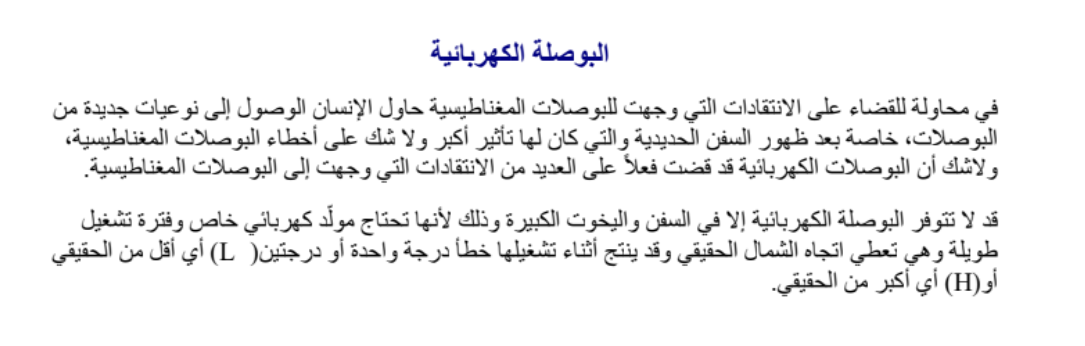 البوصلة الكهربائية
في محاولة للقضاء على الانتقادات التي وجهت للبوصلات المغناطيسية حاول الإنسان الوصول إلى نوعيات جديدة من
البوصلات، خاصة بعد ظهور السفن الحديدية والتي كان لها تأثير أكبر ولا شك على أخطاء البوصلات المغناطيسية،
ولاشك أن البوصلات الكهربائية قد قضت فعلاً على العديد من الانتقادات التي وجهت إلى البوصلات المغناطيسية.
قد لا تتوفر البوصلة الكهربائية إلا في السفن واليخوت الكبيرة وذلك لأنها تحتاج مولّد كهربائي خاص وفترة تشغيل
طويلة وهي تعطي اتجاه الشمال الحقيقي وقد ينتج أثناء تشغيلها خطأ درجة واحدة أو درجتين( L) أي أقل من الحقيقي
أو(H) أي أكبر من الحقيقي.